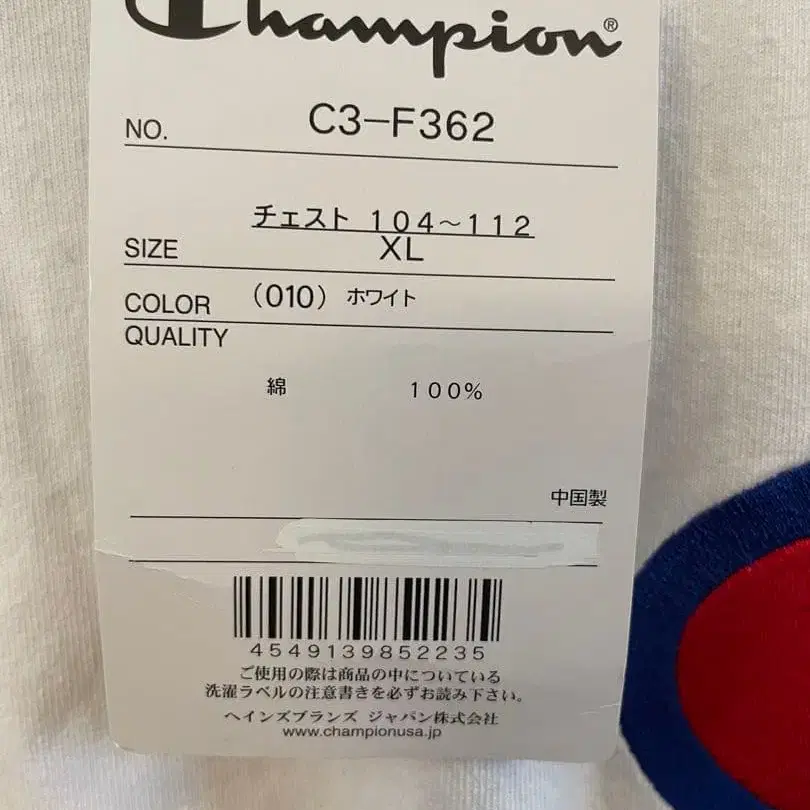 Champion®
NO. C3-F362
チェスト 104～112
SIZE XL
COLOR (010) ホワイト
QUALITY
綿 100%
中国製
4549139852235
ご使用の際は商品の中についている
洗濯ラベルの注意書きを必ずお読み下さい。
ヘインズブランズ ジャパン株式会社
www.championusa.jp